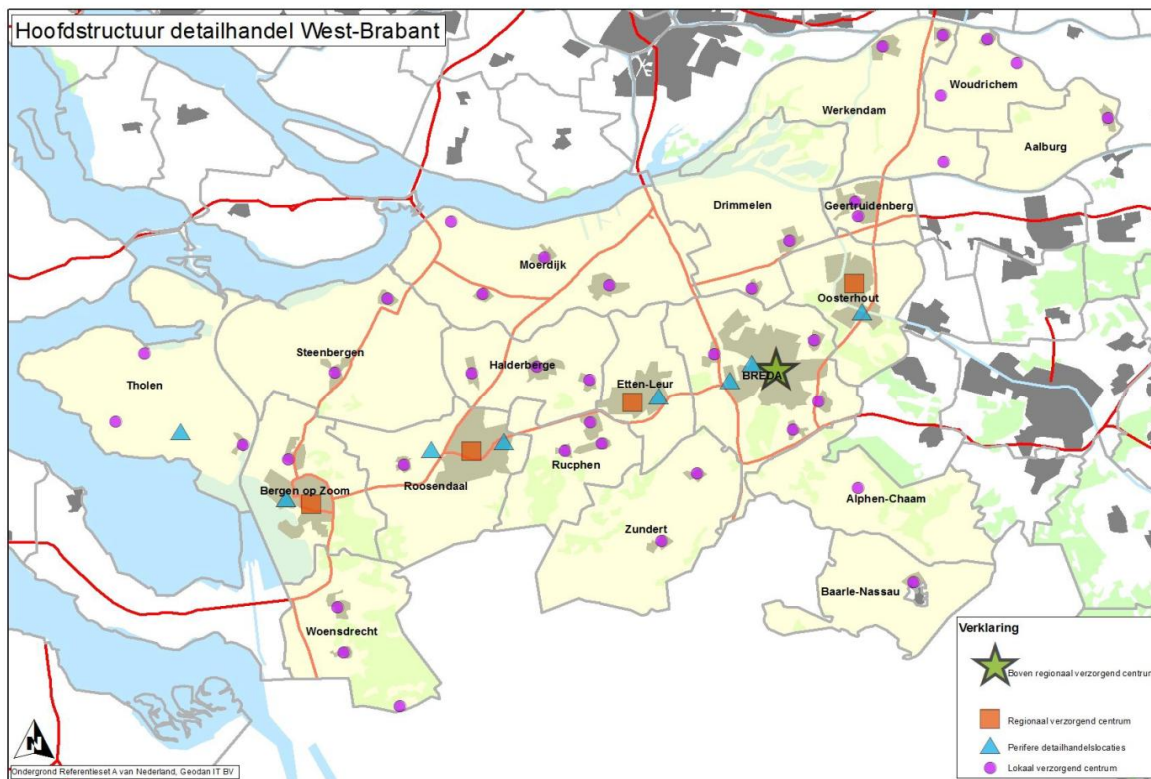 Hoofdstructuur detailhandel West-Brabant
Woudrichem
Werkendam
Aalburg
Drimmelen
Geertruidenberg
Moerdijk
Oosterhout
Steenbergen
Halderberge
Tholen
Etten-Leur
BREDA
Rucphen
Roosendaal
Bergen op Zoom
Alphen-Chaam
Zundert
Baarle-Nassau
Woensdrecht
Verklaring
Boven regionaal verzorgend centrum
Regionaal verzorgend centrum
Perifere detailhandelslocaties
Lokaal verzorgend centrum
N
Ondergrond Referentieset A van Nederland, Geodan IT BV